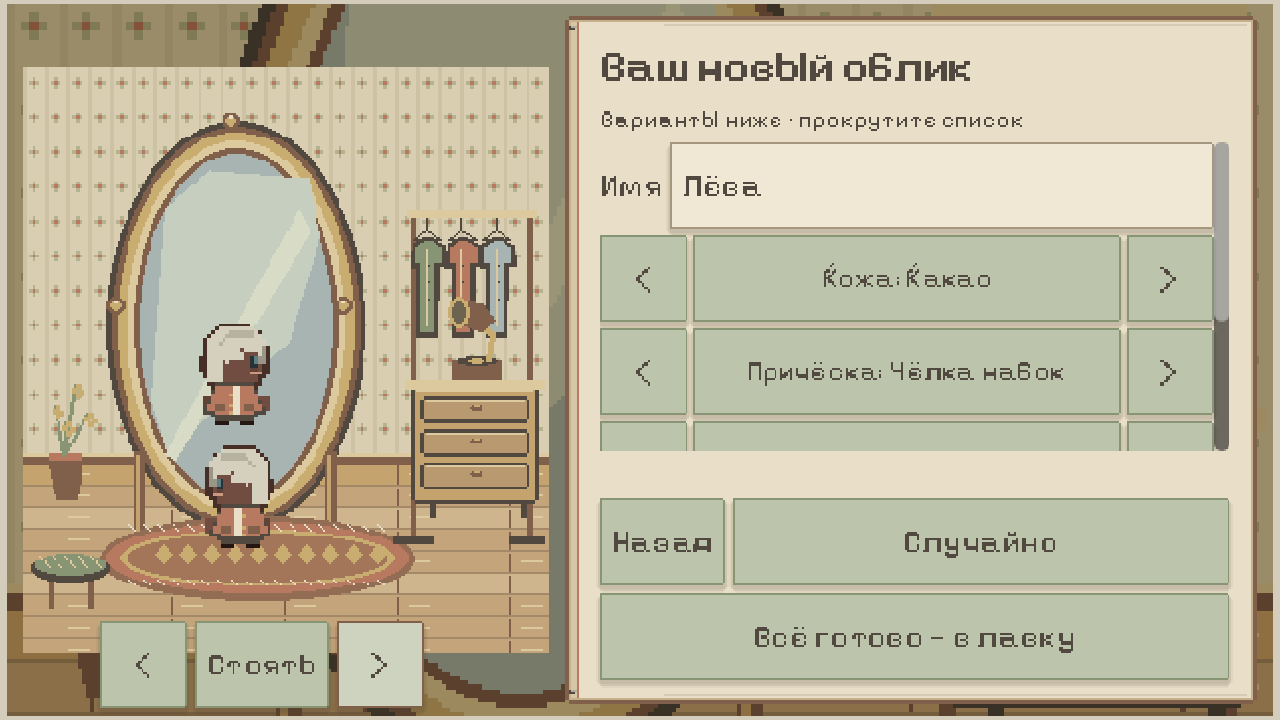 Ваш новый облик
Варианты ниже · прокрутите список
Имя
Лёва
<
Кожа: Какао
>
<
Причёска: Чёлка набок
>
Назад
Случайно
Всё готово – в лавку
<
Стоять
>